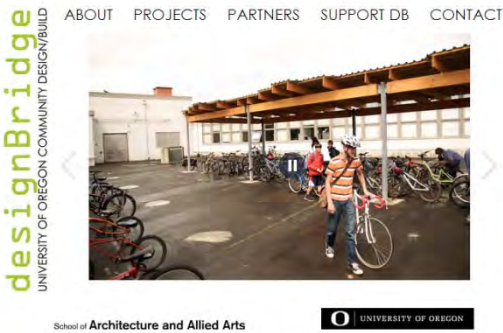 ABOUT PROJECTS PARTNERS SUPPORT DB CONTACT
designBridge
UNIVERSITY OF OREGON COMMUNITY DESIGN/BUILD
School of Architecture and Allied Arts
O UNIVERSITY OF OREGON